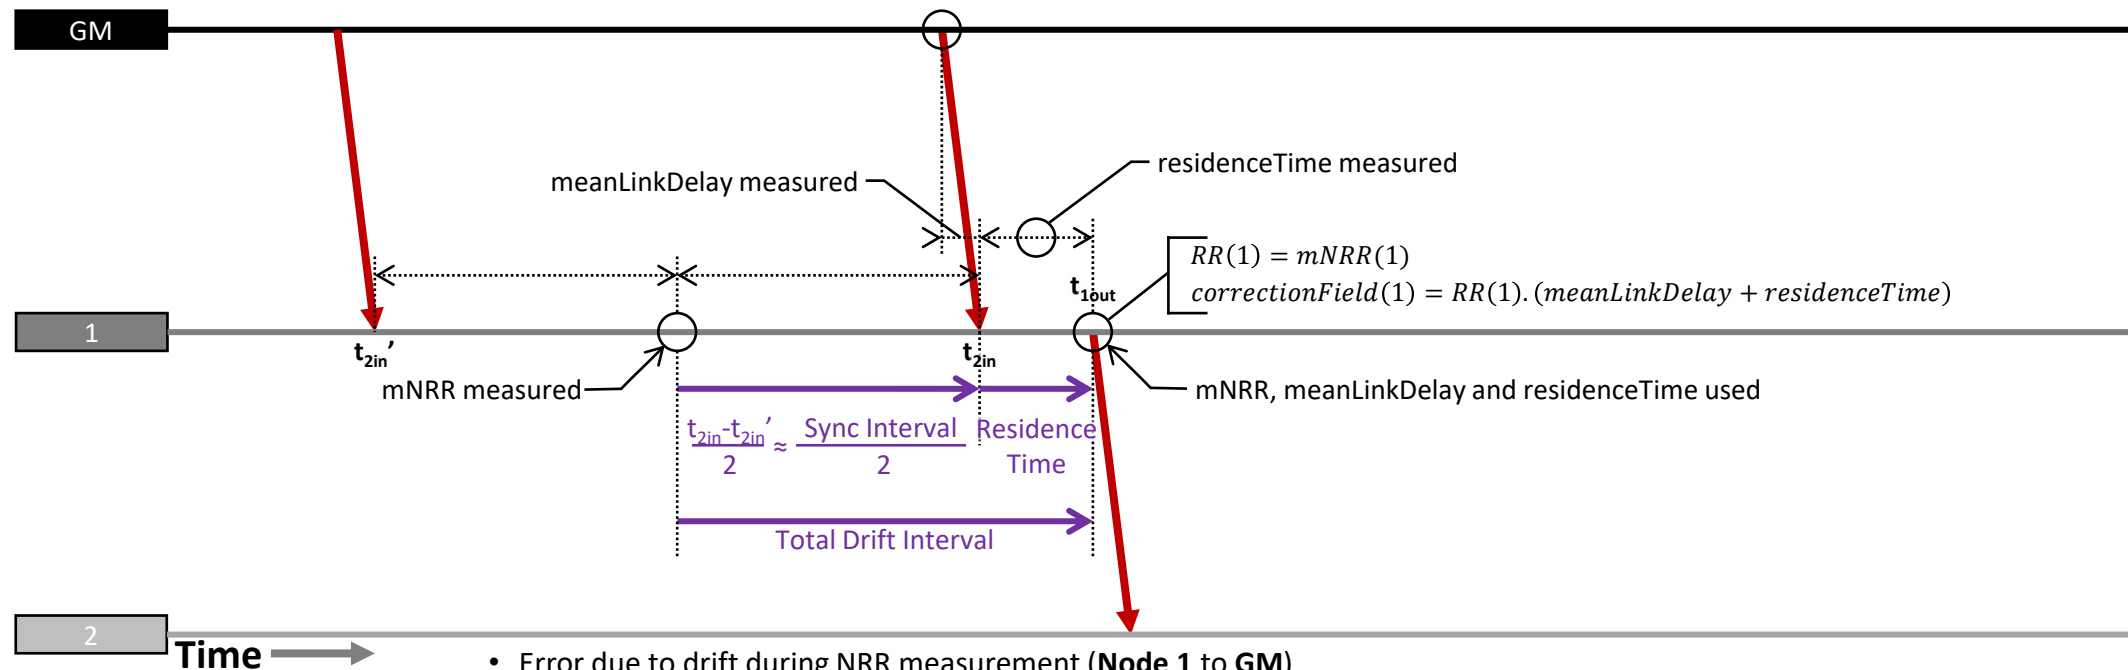 GM
meanLinkDelay measured
residenceTime measured
RR(1) = mNRR(1)
correctionField(1) = RR(1).(meanLinkDelay + residenceTime)
t1out
1
t2in’
t2in
mNRR measured
mNRR, meanLinkDelay and residenceTime used
t2in-t2in’
2
≈
Sync Interval
2
Residence
Time
Total Drift Interval
2
Time
• Error due to drift during NRR measurement (Node 1 to GM)